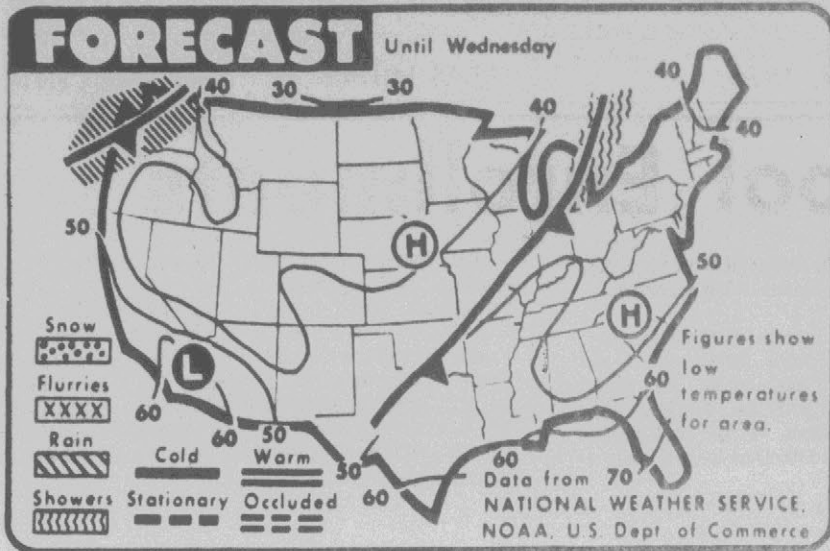 FORECAST
Until Wednesday
40 30 30 40 40
40
50
H
50
H
Figures show
low
temperatures
for area.
L
60
60
60 50
50
60
60
70
Snow
Flurries
XXXX
Rain
Showers
Cold Warm
Stationary Occluded
Data from
NATIONAL WEATHER SERVICE,
NOAA, U.S. Dept of Commerce